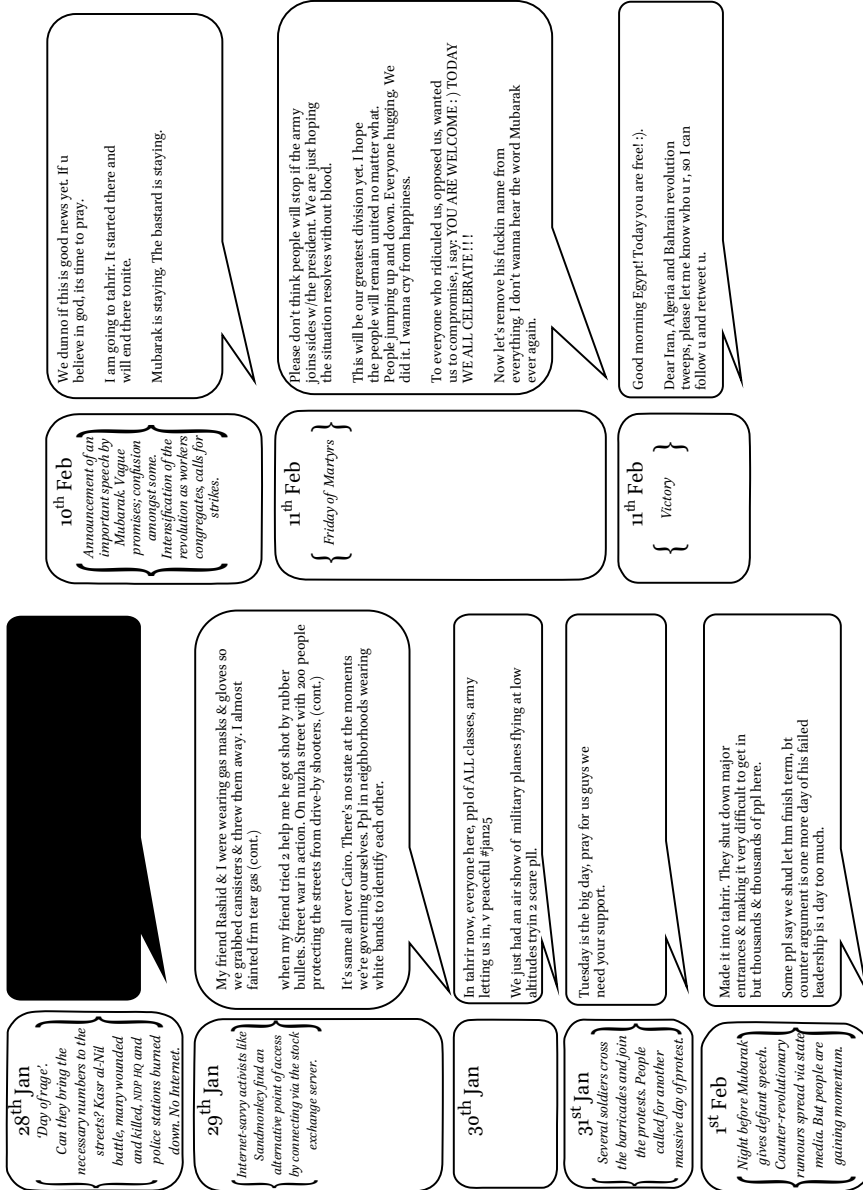 28th Jan
'Day of rage'.
Can they bring the
necessary numbers to the
streets? Kasr al-Nil
battle, many wounded
and killed, NDP HQ and
police stations burned
down. No Internet.
29th Jan
Internet-savvy activists like
Sandmonkey find an
alternative point of access
by connecting via the stock
exchange server.
My friend Rashid & I were wearing gas masks & gloves so
we grabbed cansisters & threw them away. I almost
fainted frm tear gas (cont.)
when my friend tried 2 help me he got shot by rubber
bullets. Street war in action. On nuzha street with 200 people
protecting the streets from drive-by shooters. (cont.)
It's same all over Cairo. There's no state at the moments
we're governing ourselves. Ppl in neighborhoods wearing
white bands to identify each other.
30th Jan
In tahrir now, everyone here, ppl of ALL classes, army
letting us in, v peaceful #jan25
We just had an air show of military planes flying at low
altitudes tryin 2 scare pll.
31st Jan
Several soldiers cross
the barricades and join
the protests. People
called for another
massive day of protest.
Tuesday is the big day, pray for us guys we
need your support.
1st Feb
Night before Mubarak
gives defiant speech.
Counter-revolutionary
rumours spread via state
media. But people are
gaining momentum.
Made it into tahrir. They shut down major
entrances & making it very difficult to get in
but thousands & thousands of ppl here.
Some ppl say we shud let hm finish term, bt
counter argument is one more day of his failed
leadership is 1 day too much.
10th Feb
Announcement of an
important speech by
Mubarak. Vague
promises; confusion
amongst some.
Intensification of the
revolution as workers
congregates, calls for
strikes.
We dunno if this is good news yet. If u
believe in god, its time to pray.
I am going to tahrir. It started there and
will end there tonite.
Mubarak is staying. The bastard is staying.
11th Feb
Friday of Martyrs
Please don't think people will stop if the army
joins sides w/the president. We are just hoping
the situation resolves without blood.
This will be our greatest division yet. I hope
the people will remain united no matter what.
People jumping up and down. Everyone hugging. We
did it. I wanna cry from happiness.
To everyone who ridiculed us, opposed us, wanted
us to compromise, i say: YOU ARE WELCOME : ) TODAY
WE ALL CELEBRATE ! ! !
Now let's remove his fuckin name from
everything. I don't wanna hear the word Mubarak
ever again.
11th Feb
Victory
Good morning Egypt! Today you are free! :).
Dear Iran, Algeria and Bahrain revolution
tweeps, please let me know who u r, so I can
follow u and retweet u.